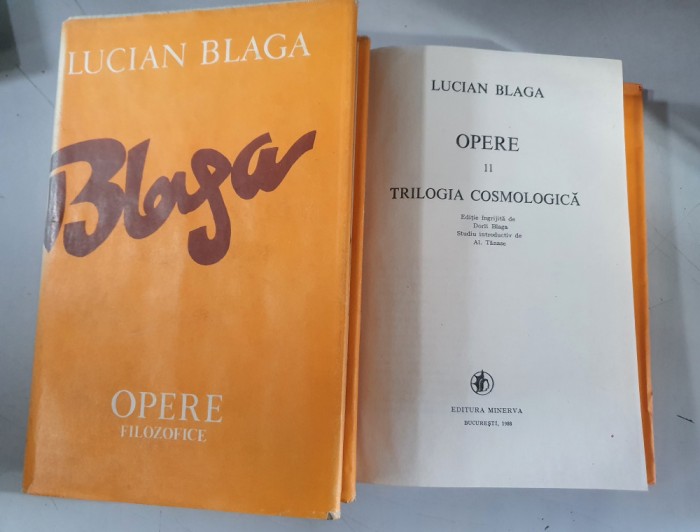 LUCIAN BLAGA
Blaga
OPERE
FILOZOFICE
LUCIAN BLAGA
OPERE
11
TRILOGIA COSMOLOGICĂ
Ediție îngrijită de
Dorli Blaga
Studiu introductiv de
Al. Tănase
EDITURA MINERVA
BUCUREȘTI, 1988